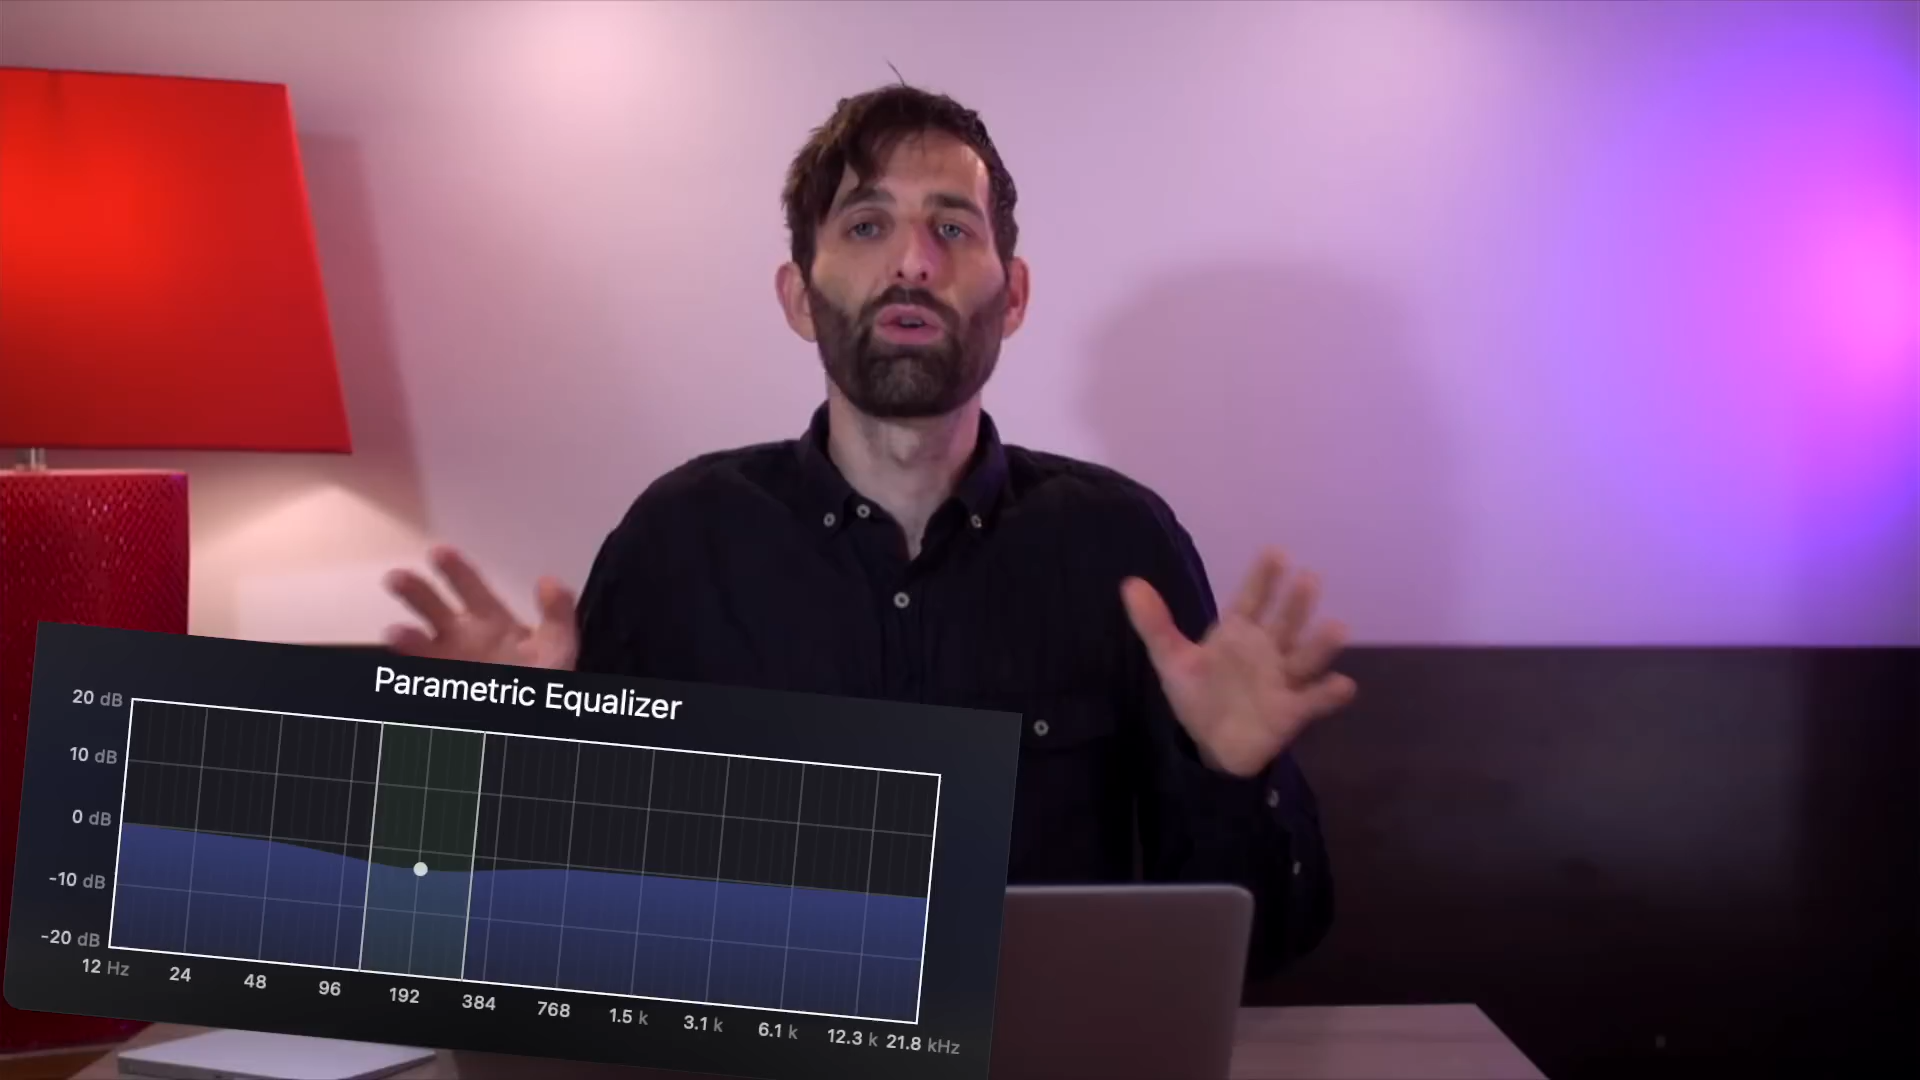 Parametric Equalizer
20 dB
10 dB
0 dB
-10 dB
-20 dB
12 Hz 24 48 96 192 384 768 1.5 k 3.1 k 6.1 k 12.3 k 21.8 kHz